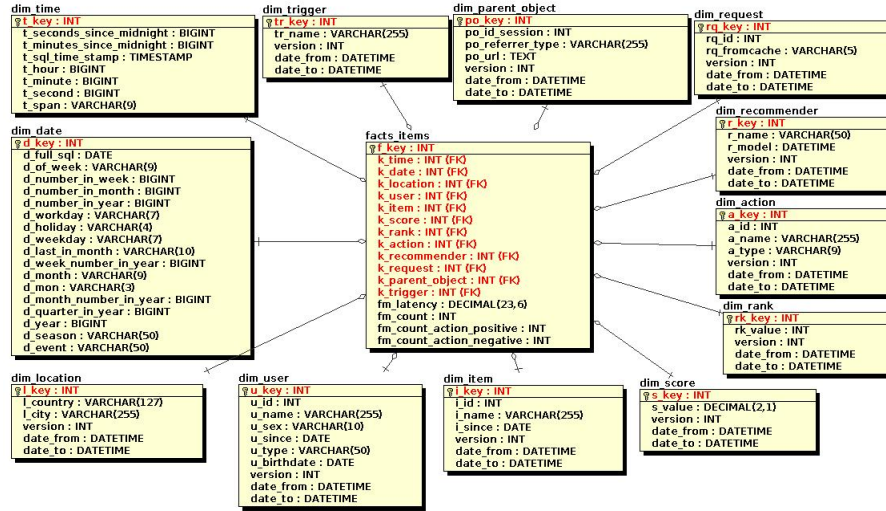 dim_time
t_key : INT
t_seconds_since_midnight : BIGINT
t_minutes_since_midnight : BIGINT
t_sql_time_stamp : TIMESTAMP
t_hour : BIGINT
t_minute : BIGINT
t_second : BIGINT
t_span : VARCHAR(9)
dim_trigger
tr_key : INT
tr_name : VARCHAR(255)
version : INT
date_from : DATETIME
date_to : DATETIME
dim_parent_object
po_key : INT
po_id_session : INT
po_referrer_type : VARCHAR(255)
po_url : TEXT
version : INT
date_from : DATETIME
date_to : DATETIME
dim_request
rq_key : INT
rq_id : INT
rq_fromcache : VARCHAR(5)
version : INT
date_from : DATETIME
date_to : DATETIME
dim_date
d_key : INT
d_full_sql : DATE
d_of_week : VARCHAR(9)
d_number_in_week : BIGINT
d_number_in_month : BIGINT
d_number_in_year : BIGINT
d_workday : VARCHAR(7)
d_holiday : VARCHAR(4)
d_weekday : VARCHAR(7)
d_last_in_month : VARCHAR(10)
d_week_number_in_year : BIGINT
d_month : VARCHAR(9)
d_mon : VARCHAR(3)
d_month_number_in_year : BIGINT
d_quarter_in_year : BIGINT
d_year : BIGINT
d_season : VARCHAR(50)
d_event : VARCHAR(50)
facts_items
f_key : INT
k_time : INT (FK)
k_date : INT (FK)
k_location : INT (FK)
k_user : INT (FK)
k_item : INT (FK)
k_score : INT (FK)
k_rank : INT (FK)
k_action : INT (FK)
k_recommender : INT (FK)
k_request : INT (FK)
k_parent_object : INT (FK)
k_trigger : INT (FK)
fm_latency : DECIMAL(23,6)
fm_count : INT
fm_count_action_positive : INT
fm_count_action_negative : INT
dim_recommender
r_key : INT
r_name : VARCHAR(50)
r_model : DATETIME
version : INT
date_from : DATETIME
date_to : DATETIME
dim_action
a_key : INT
a_id : INT
a_name : VARCHAR(255)
a_type : VARCHAR(9)
version : INT
date_from : DATETIME
date_to : DATETIME
dim_rank
rk_key : INT
rk_value : INT
version : INT
date_from : DATETIME
date_to : DATETIME
dim_location
l_key : INT
l_country : VARCHAR(127)
l_city : VARCHAR(255)
version : INT
date_from : DATETIME
date_to : DATETIME
dim_user
u_key : INT
u_id : INT
u_name : VARCHAR(255)
u_sex : VARCHAR(10)
u_since : DATE
u_type : VARCHAR(50)
u_birthdate : DATE
version : INT
date_from : DATETIME
date_to : DATETIME
dim_item
i_key : INT
i_id : INT
i_name : VARCHAR(255)
i_since : DATE
version : INT
date_from : DATETIME
date_to : DATETIME
dim_score
s_key : INT
s_value : DECIMAL(2,1)
version : INT
date_from : DATETIME
date_to : DATETIME